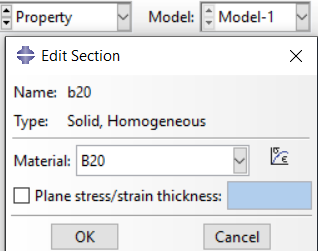 Property Model: Model-1
Edit Section
Name: b20
Type: Solid, Homogeneous
Material: B20
Plane stress/strain thickness:
OK Cancel